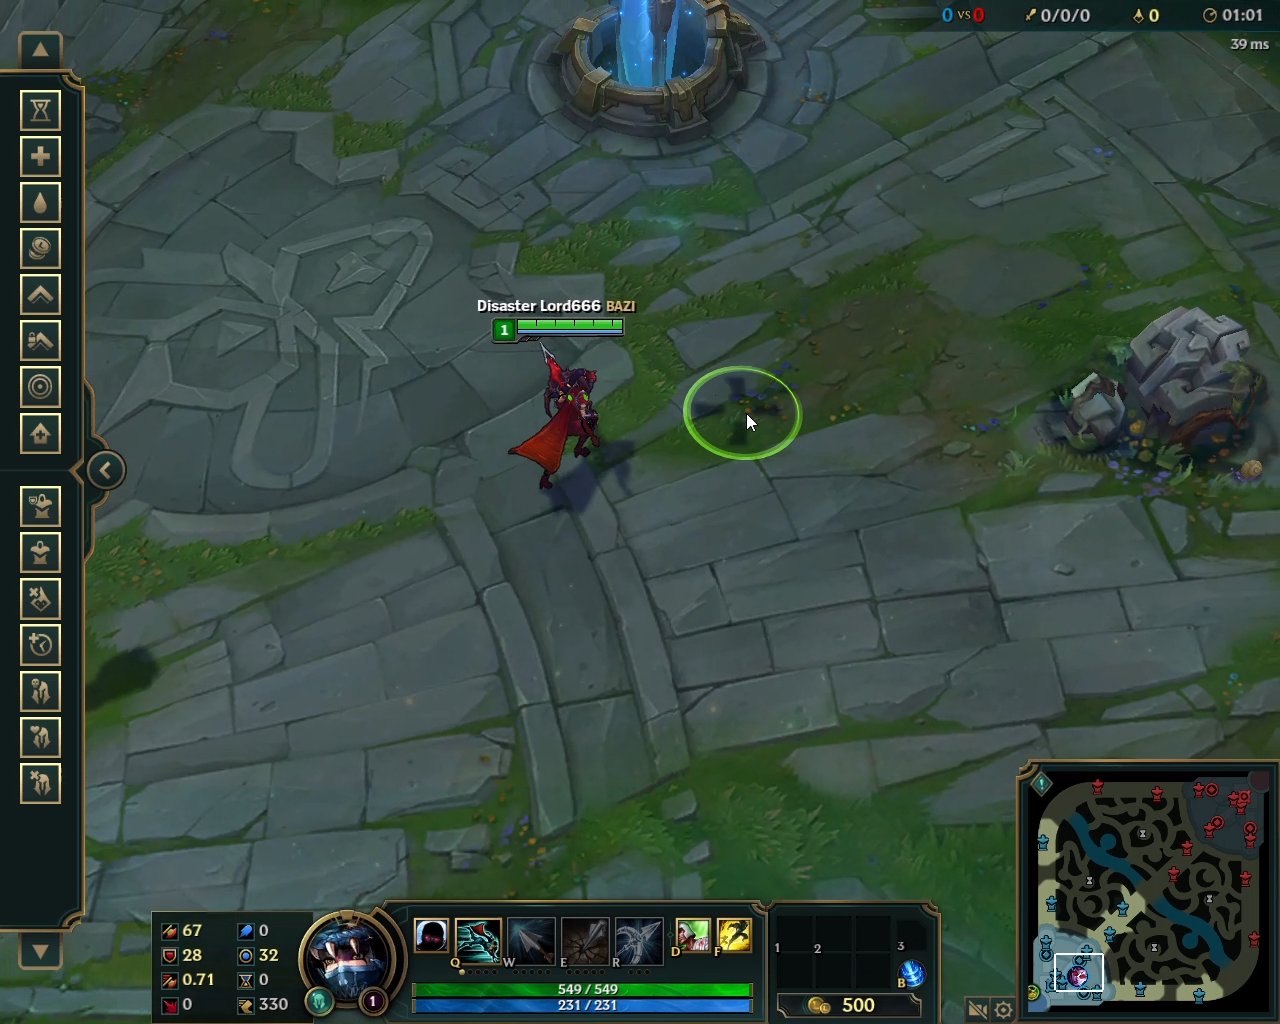 0 vs 0 0/0/0 0 01:01
39 ms
Disaster Lord666 BAZI
1
67 0
28 32
0.71 0
0 330
1
Q W E R D F
549 / 549
231 / 231
1 2 3
B
500